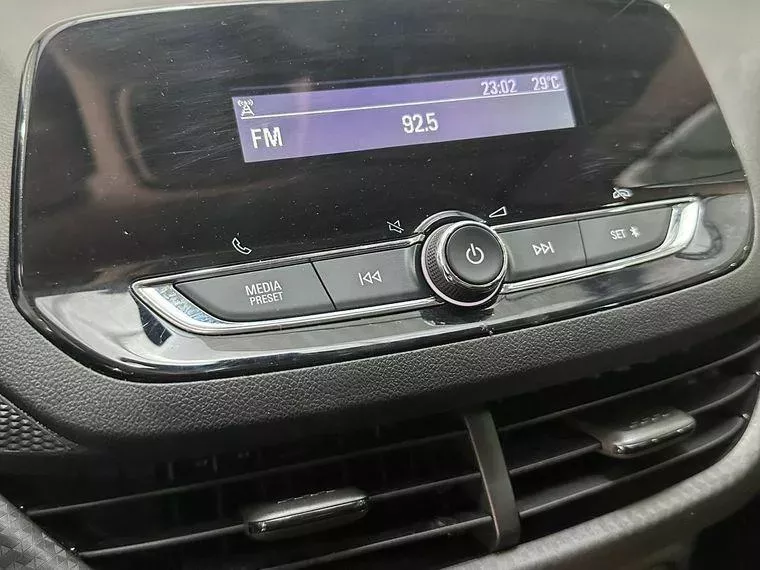 23:02 29°C
FM 92.5
MEDIA
PRESET
SET